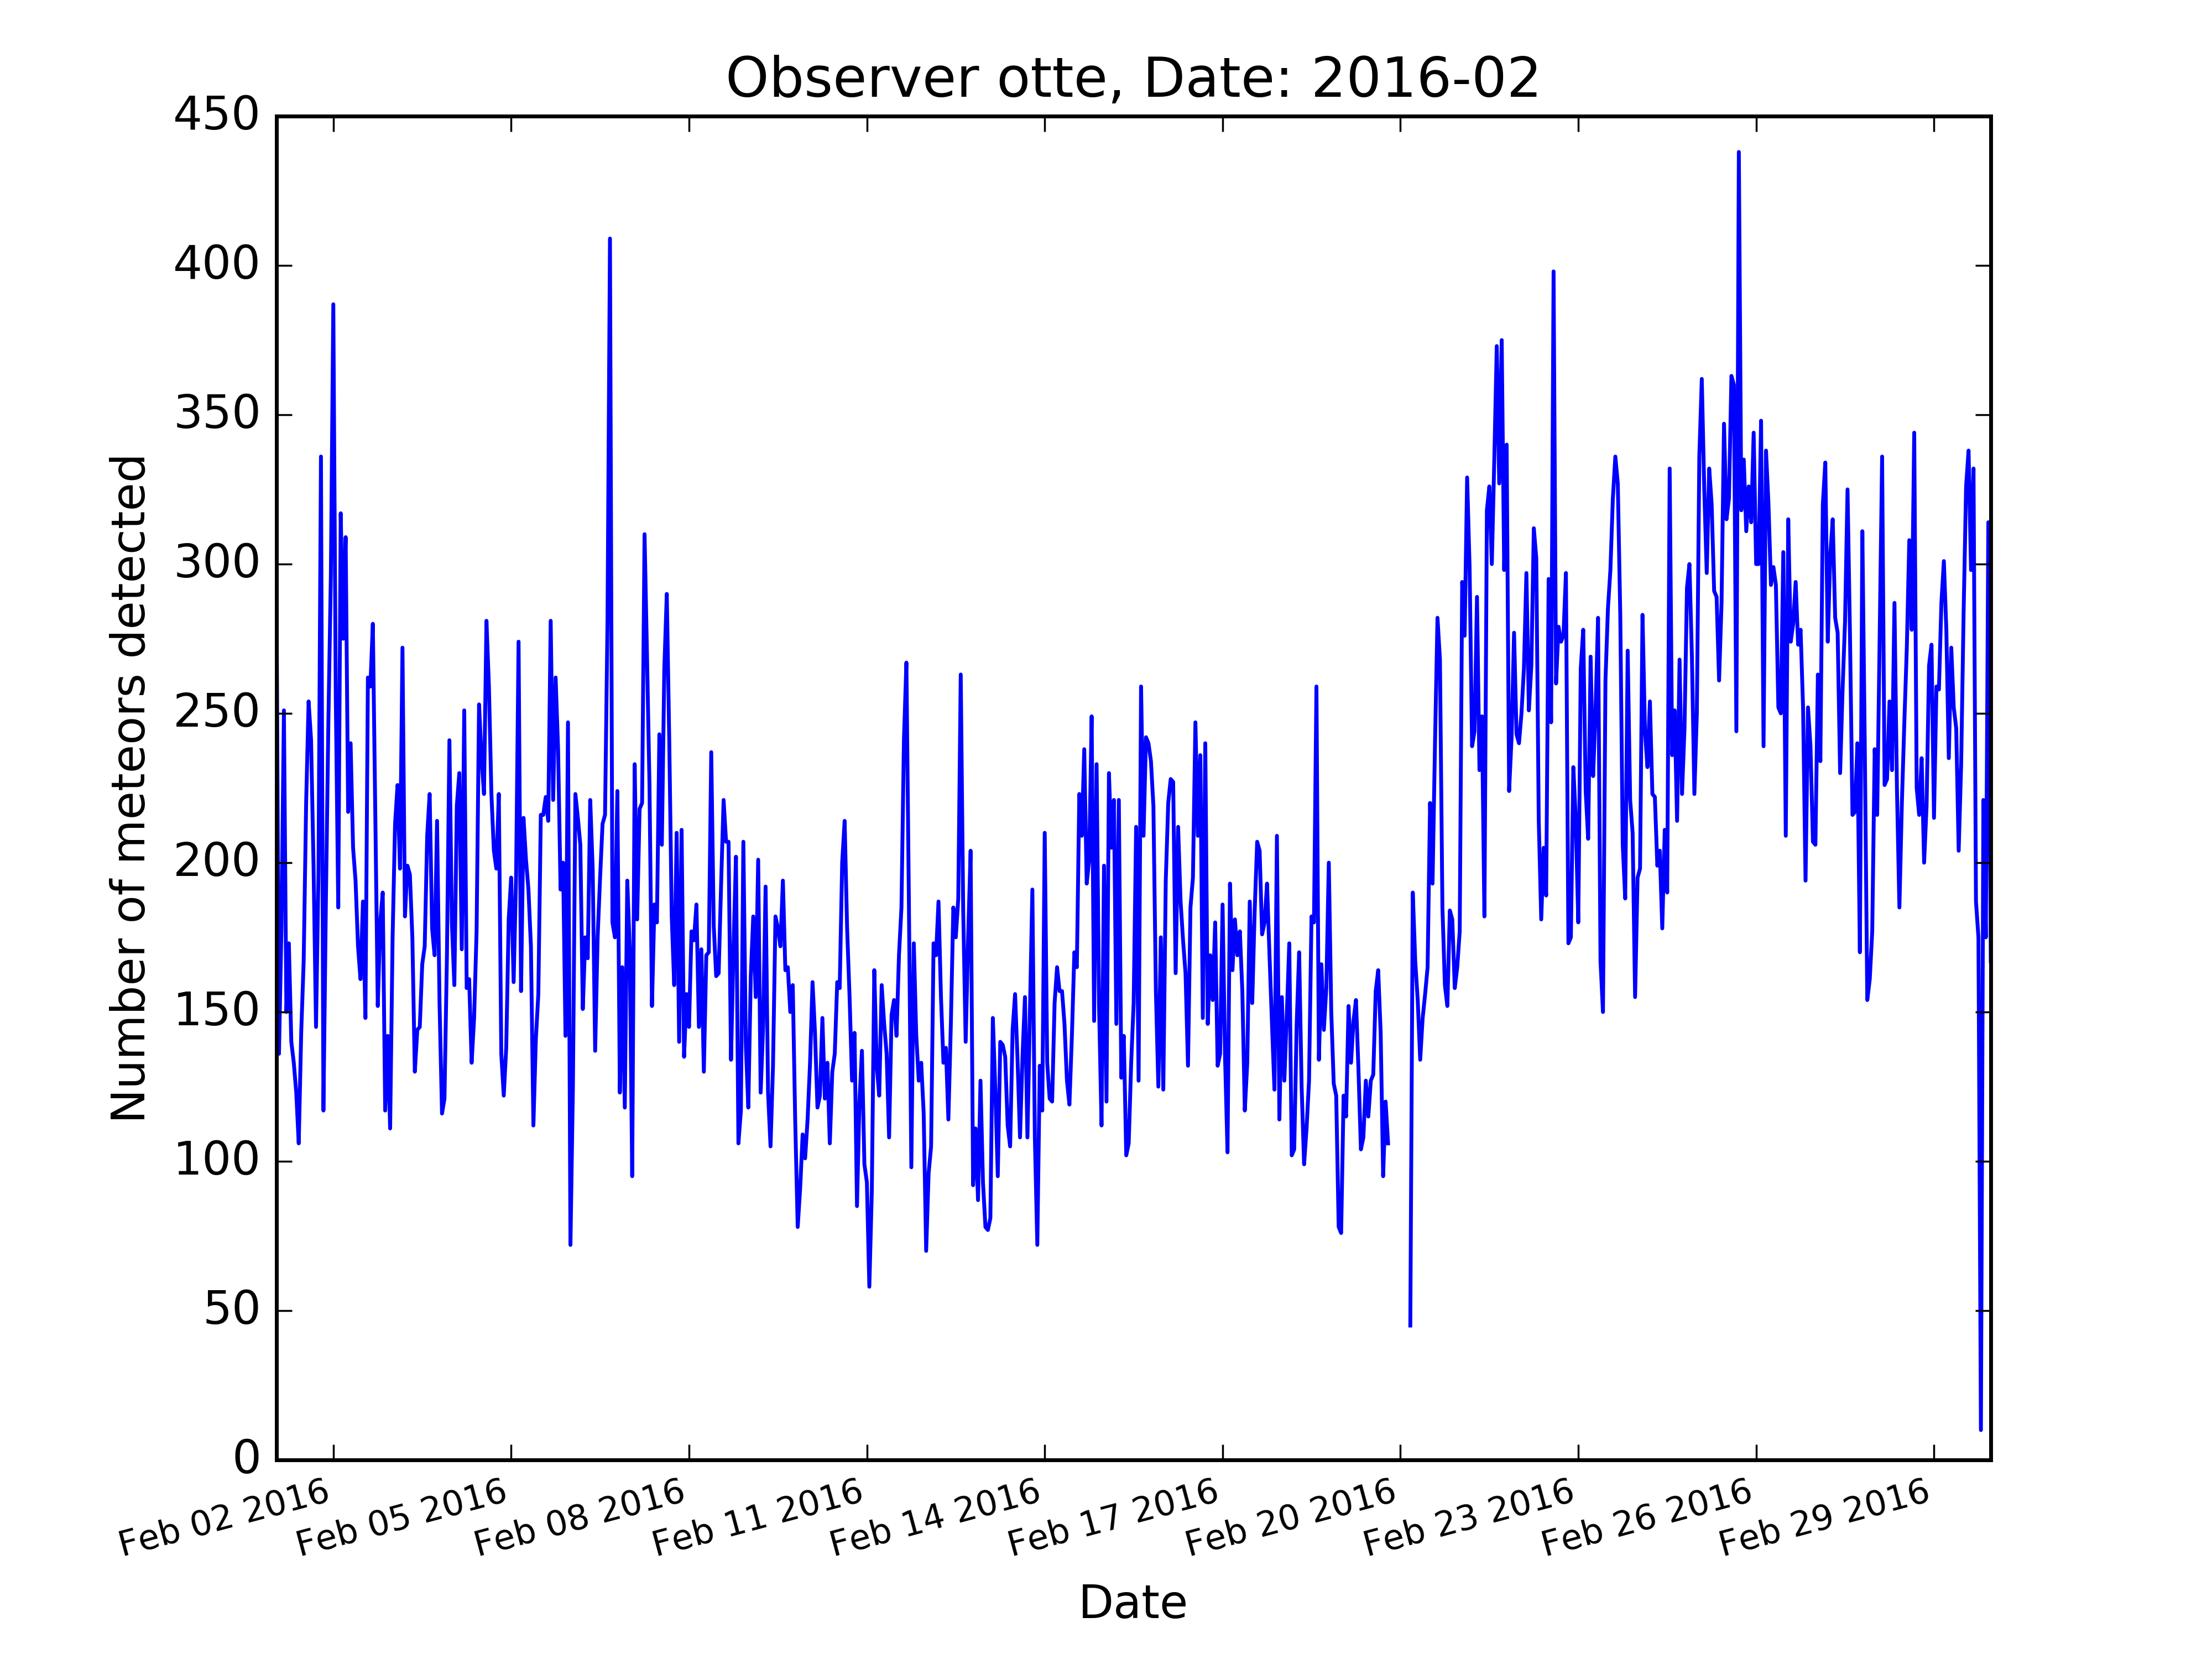 Observer otte, Date: 2016-02
450
400
350
300
250
200
150
100
50
0
Number of meteors detected
Feb 02 2016
Feb 05 2016
Feb 08 2016
Feb 11 2016
Feb 14 2016
Feb 17 2016
Feb 20 2016
Feb 23 2016
Feb 26 2016
Feb 29 2016
Date